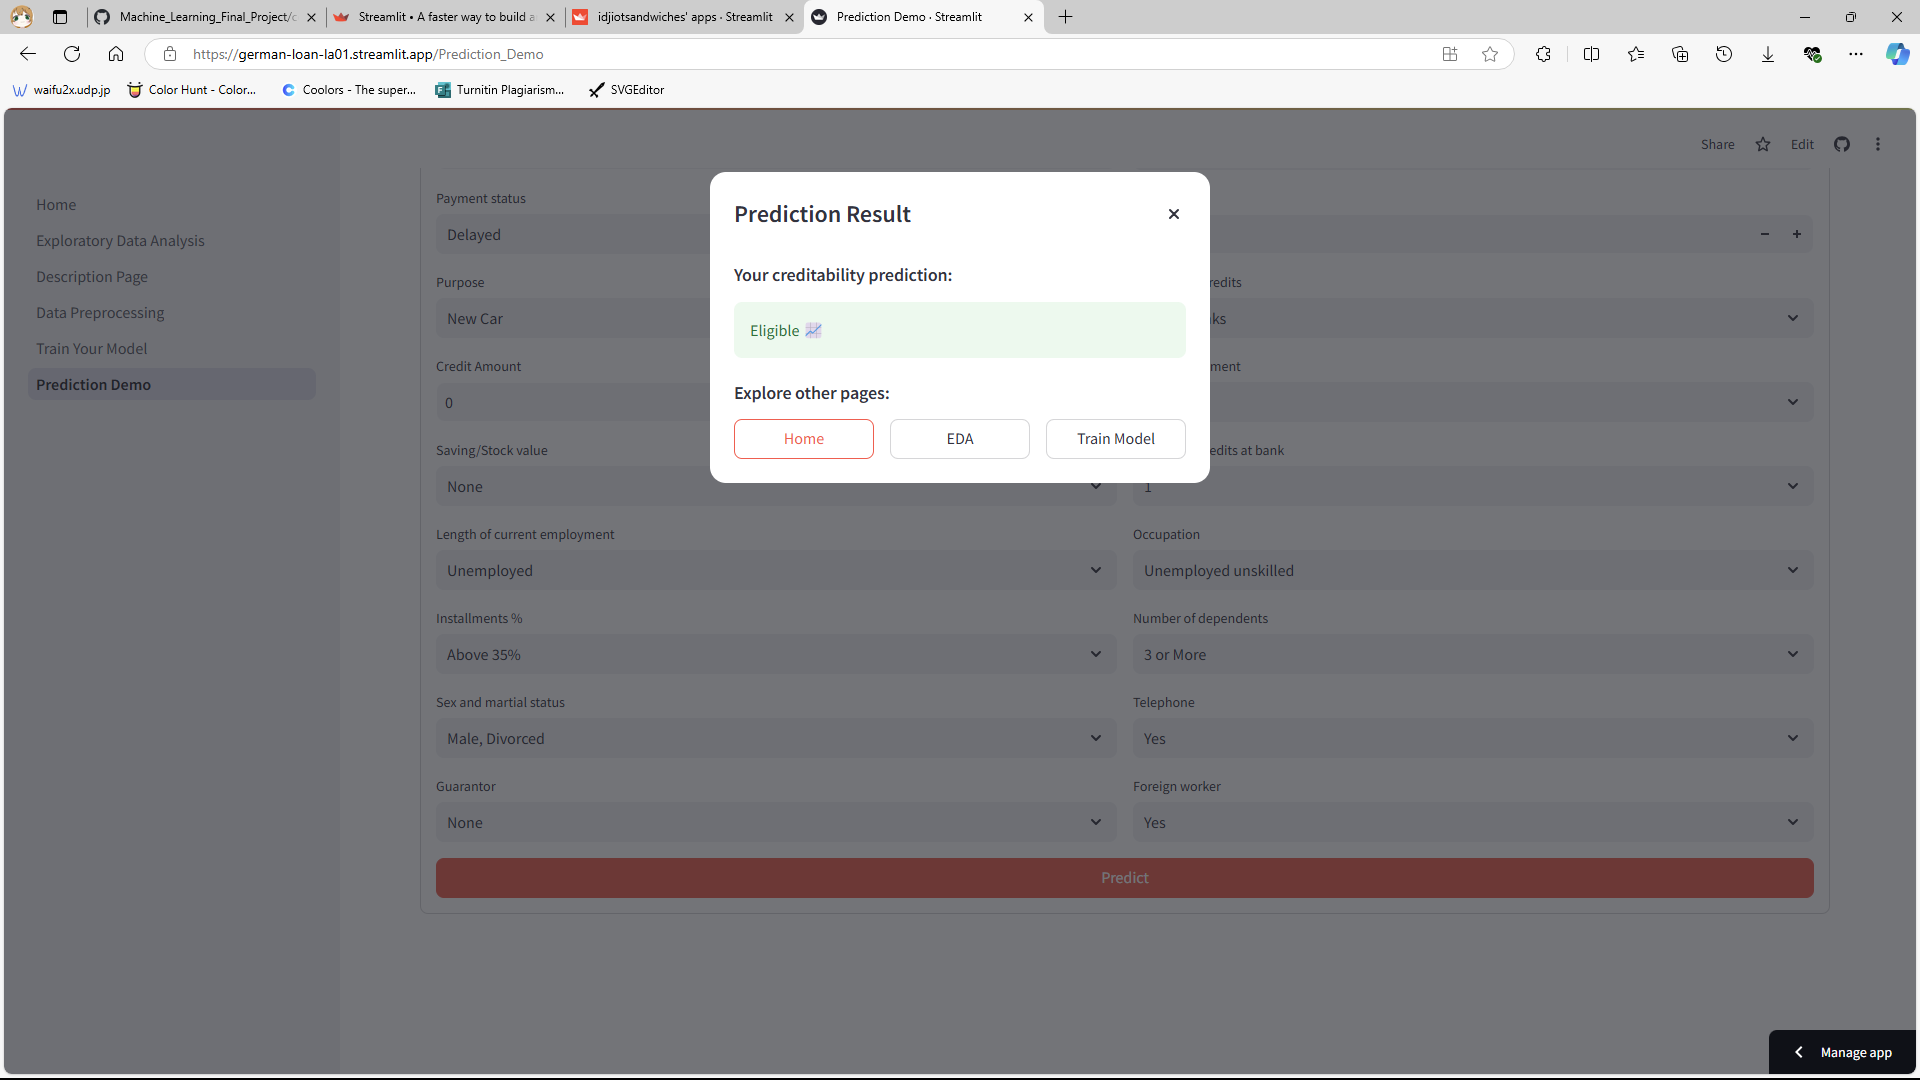 Machine_Learning_Final_Project/c
Streamlit • A faster way to build a
idjiotsandwiches' apps · Streamlit
Prediction Demo · Streamlit
https://german-loan-la01.streamlit.app/Prediction_Demo
waifu2x.udp.jp
Color Hunt - Color...
Coolors - The super...
Turnitin Plagiarism...
SVGEditor
Share
Edit
Home
Exploratory Data Analysis
Description Page
Data Preprocessing
Train Your Model
Prediction Demo
Prediction Result
Your creditability prediction:
Eligible
Explore other pages:
Home
EDA
Train Model
Payment status
Delayed
Purpose
redits
New Car
ks
Credit Amount
ment
0
Saving/Stock value
edits at bank
None
1
Length of current employment
Occupation
Unemployed
Unemployed unskilled
Installments %
Number of dependents
Above 35%
3 or More
Sex and martial status
Telephone
Male, Divorced
Yes
Guarantor
Foreign worker
None
Yes
Predict
Manage app